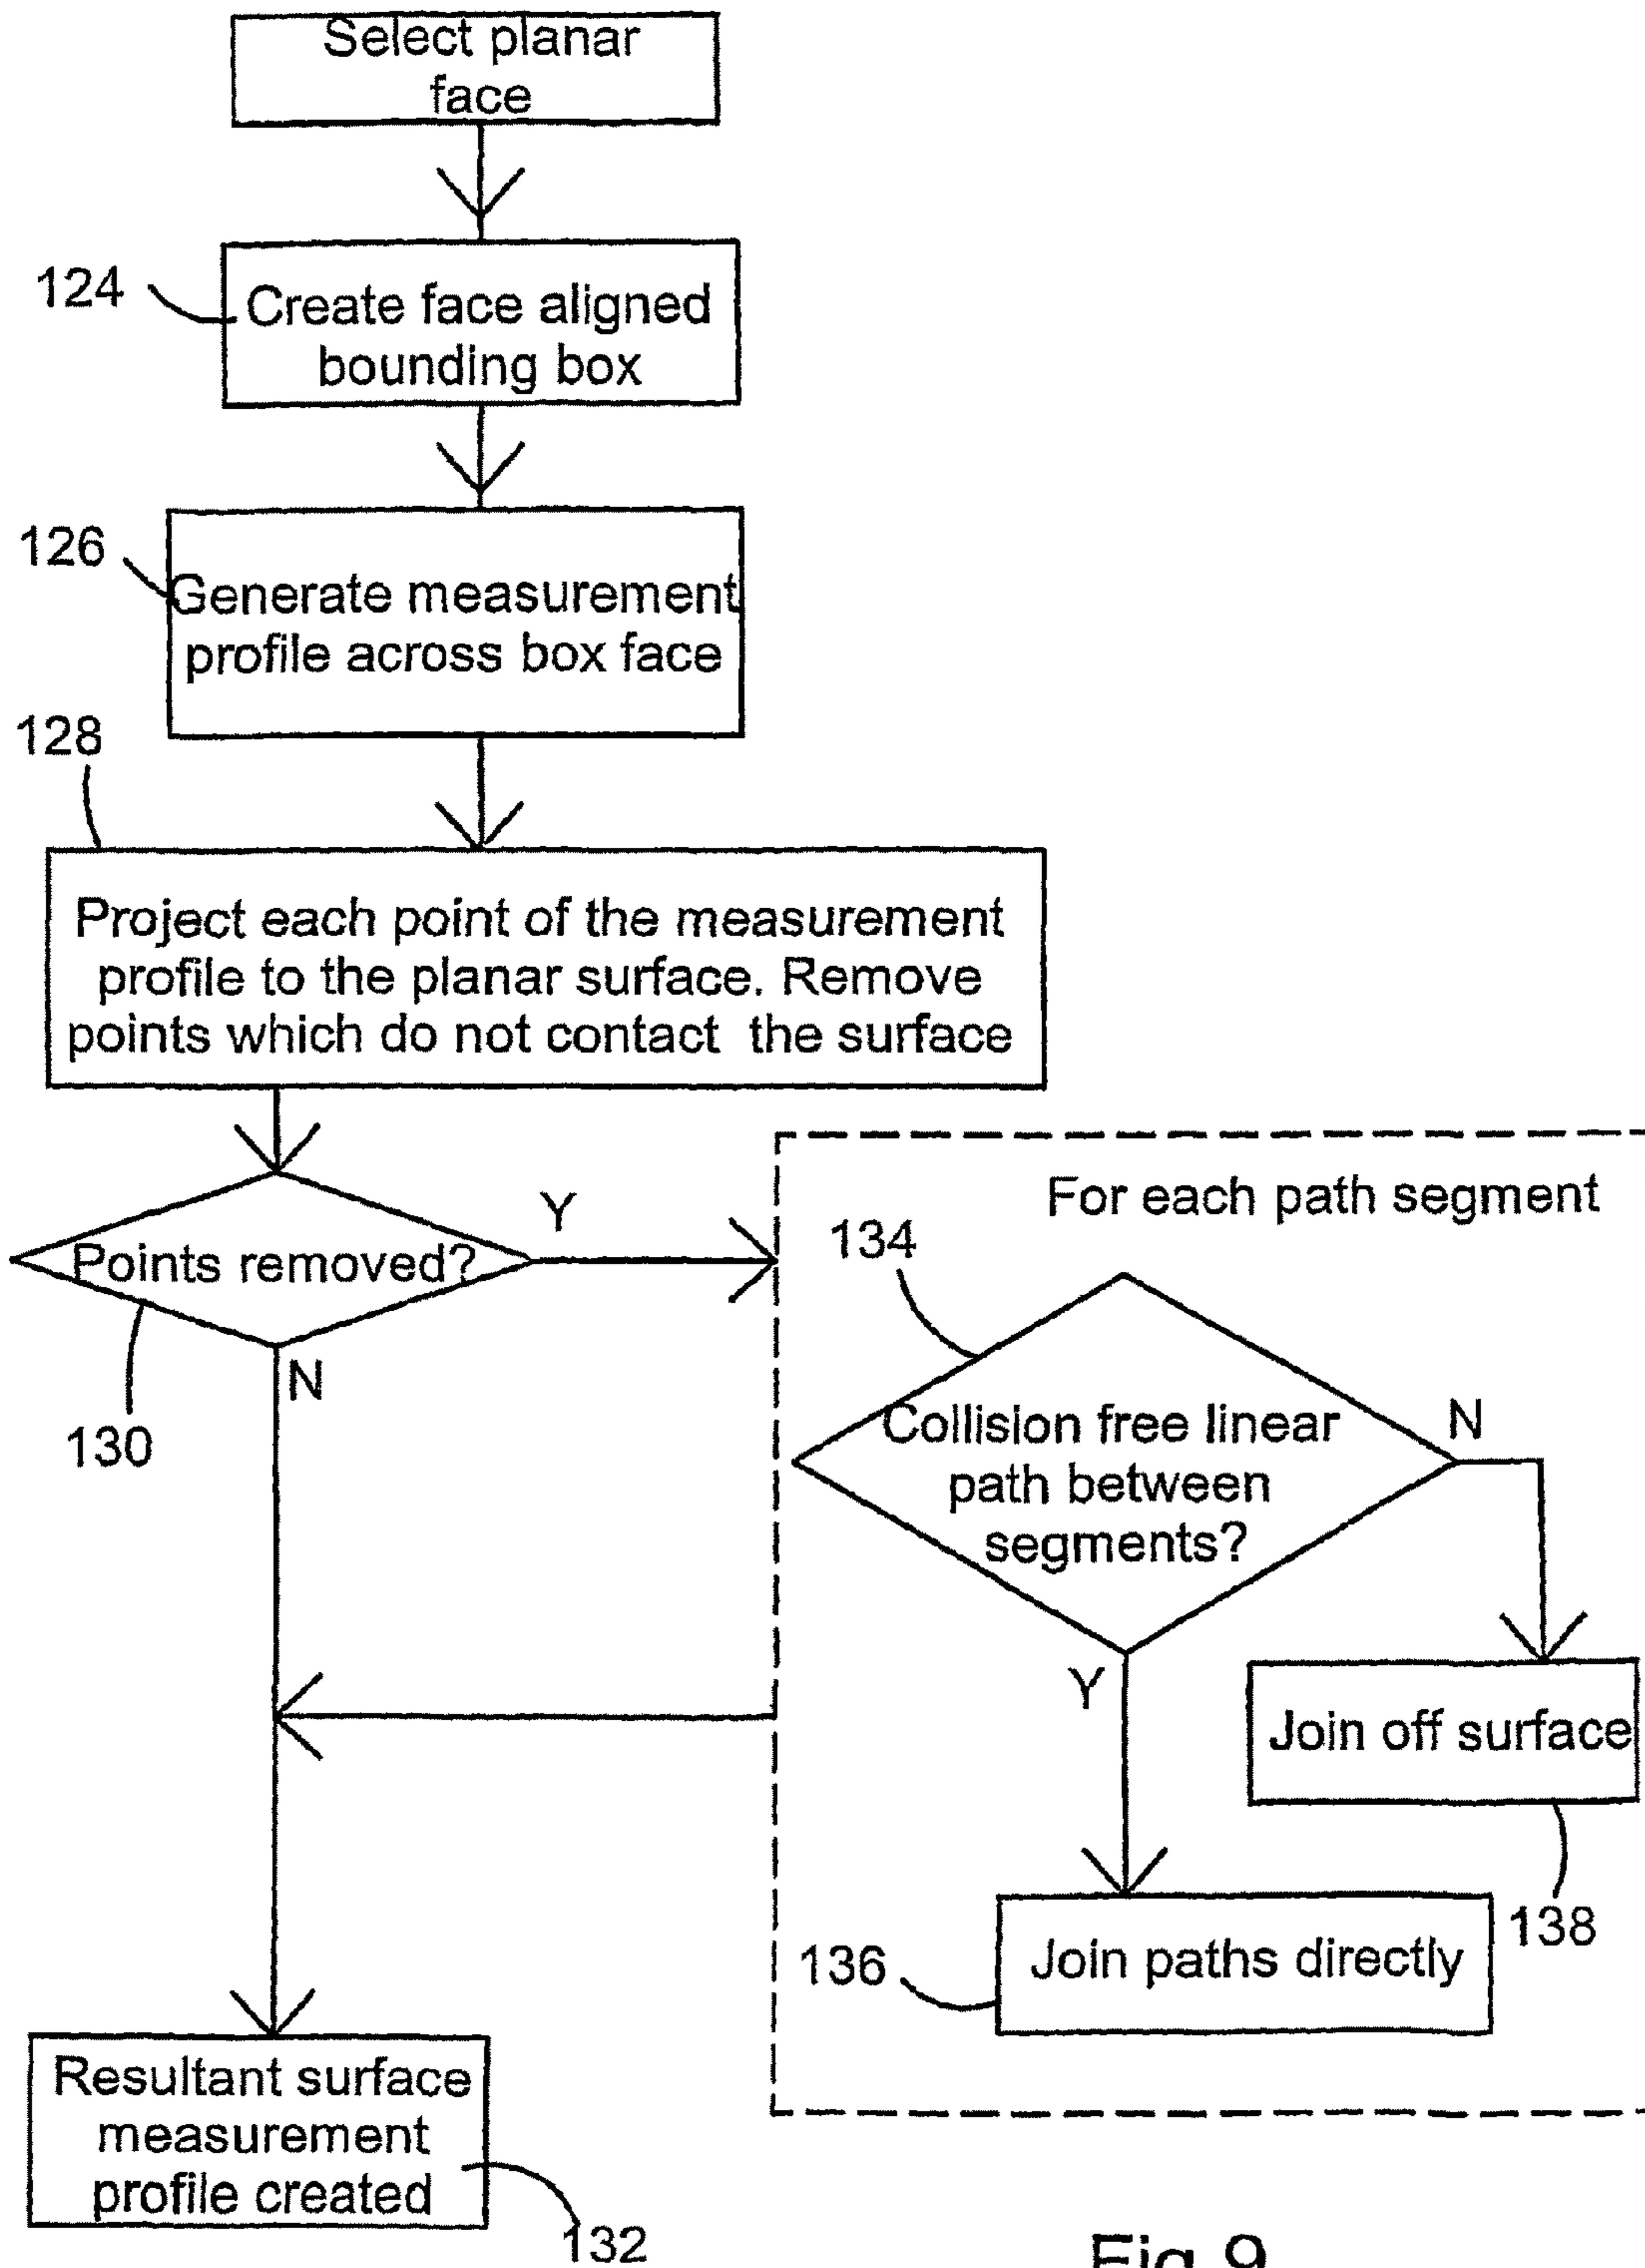 Select planar
face
124
Create face aligned
bounding box
126
Generate measurement
profile across box face
128
Project each point of the measurement
profile to the planar surface. Remove
points which do not contact the surface
Points removed?
Y
N
130
For each path segment
134
Collision free linear
path between
segments?
N
Y
Join off surface
138
136
Join paths directly
Resultant surface
measurement
profile created
132
Fig 9